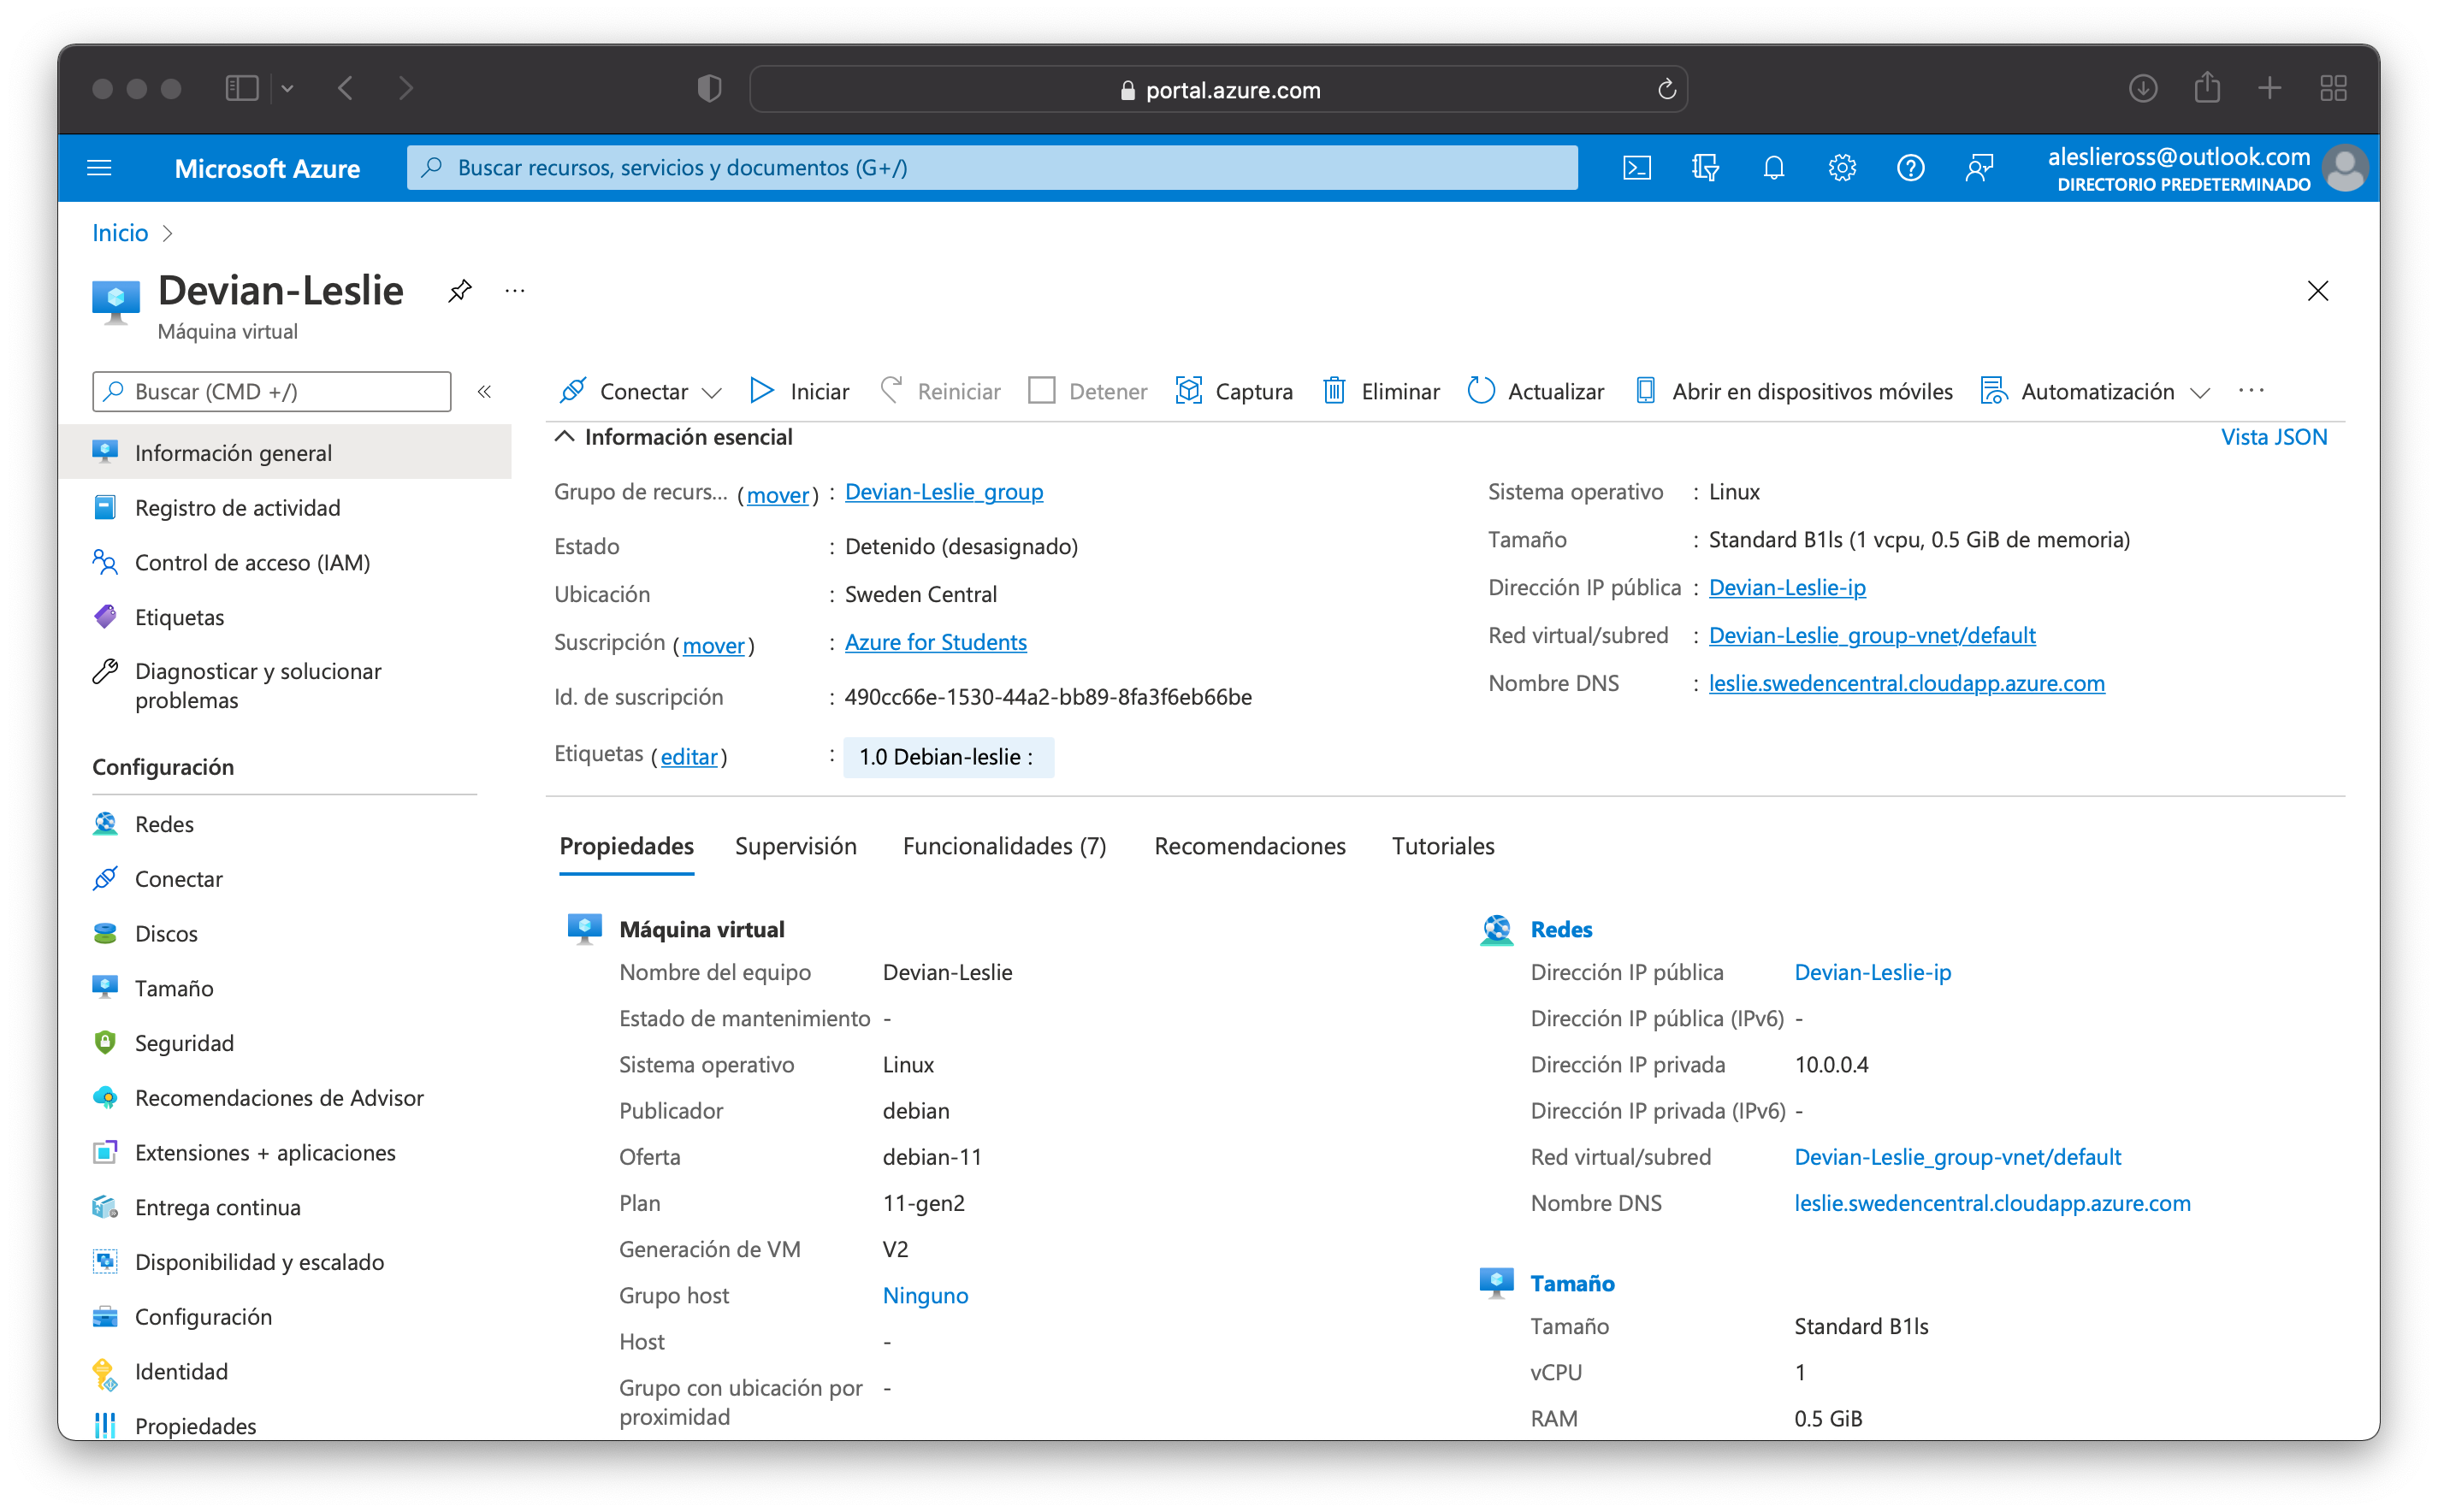 portal.azure.com
Microsoft Azure
Buscar recursos, servicios y documentos (G+/)
aleslieross@outlook.com
DIRECTORIO PREDETERMINADO
Inicio
Devian-Leslie
Máquina virtual
Buscar (CMD +/)
Conectar
Iniciar
Reiniciar
Detener
Captura
Eliminar
Actualizar
Abrir en dispositivos móviles
Automatización
Información general
Registro de actividad
Control de acceso (IAM)
Etiquetas
Diagnosticar y solucionar
problemas
Configuración
Redes
Conectar
Discos
Tamaño
Seguridad
Recomendaciones de Advisor
Extensiones + aplicaciones
Entrega continua
Disponibilidad y escalado
Configuración
Identidad
Propiedades
Información esencial
Vista JSON
Grupo de recurs... (mover) : Devian-Leslie_group
Estado : Detenido (desasignado)
Ubicación : Sweden Central
Suscripción (mover) : Azure for Students
Id. de suscripción : 490cc66e-1530-44a2-bb89-8fa3f6eb66be
Etiquetas (editar) : 1.0 Debian-leslie :
Sistema operativo : Linux
Tamaño : Standard B1ls (1 vcpu, 0.5 GiB de memoria)
Dirección IP pública : Devian-Leslie-ip
Red virtual/subred : Devian-Leslie_group-vnet/default
Nombre DNS : leslie.swedencentral.cloudapp.azure.com
Propiedades
Supervisión
Funcionalidades (7)
Recomendaciones
Tutoriales
Máquina virtual
Nombre del equipo Devian-Leslie
Estado de mantenimiento -
Sistema operativo Linux
Publicador debian
Oferta debian-11
Plan 11-gen2
Generación de VM V2
Grupo host Ninguno
Host -
Grupo con ubicación por -
proximidad
Redes
Dirección IP pública Devian-Leslie-ip
Dirección IP pública (IPv6) -
Dirección IP privada 10.0.0.4
Dirección IP privada (IPv6) -
Red virtual/subred Devian-Leslie_group-vnet/default
Nombre DNS leslie.swedencentral.cloudapp.azure.com
Tamaño
Tamaño Standard B1ls
vCPU 1
RAM 0.5 GiB